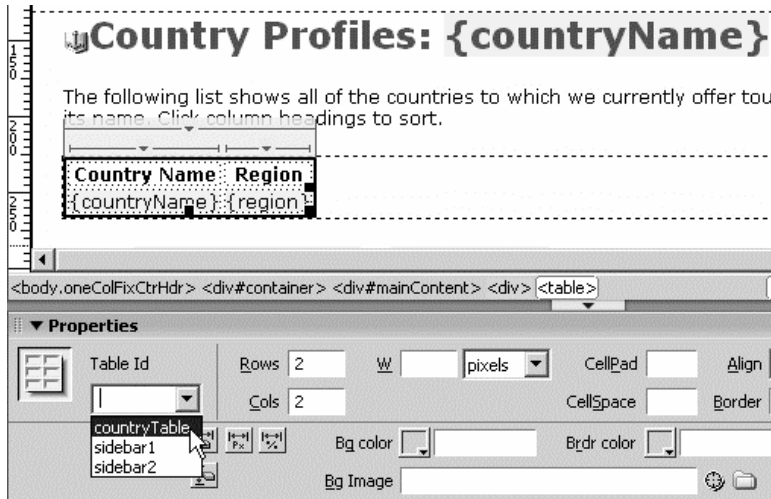 Country Profiles: {countryName}
The following list shows all of the countries to which we currently offer tou
its name. Click column headings to sort.
Country Name Region
{countryName} {region}
<body.oneColFixCtrHdr> <div#container> <div#mainContent> <div> <table>
Properties
Table Id Rows 2 W pixels CellPad Align
Cols 2 CellSpace Border
countryTable
sidebar1
sidebar2
Bg color Brdr color
Bg Image
150
200
250